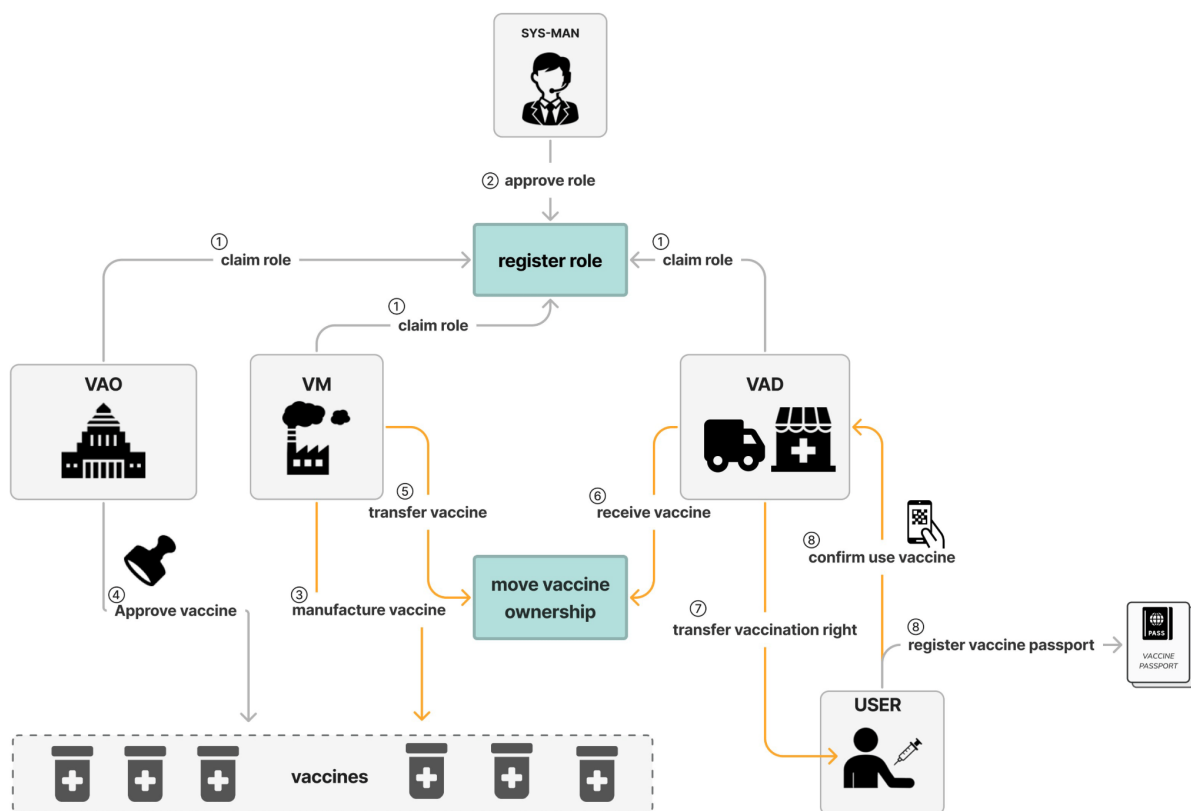 SYS-MAN
② approve role
①
claim role
register role
①
claim role
①
claim role
VAO
VM
VAD
⑤
transfer vaccine
⑥
receive vaccine
⑧
confirm use vaccine
④
Approve vaccine
③
manufacture vaccine
move vaccine
ownership
⑦
transfer vaccination right
⑧
register vaccine passport
PASS
VACCINE
PASSPORT
USER
vaccines